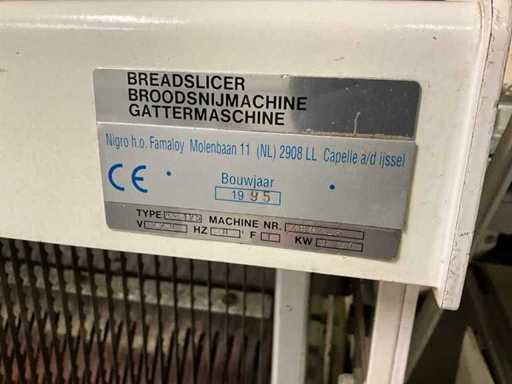 BREADSLICER
BROODSNIJMACHINE
GATTERMASCHINE
Nigro h.o. Famaloy Molenbaan 11 (NL) 2908 LL Capelle a/d ijssel
CE
Bouwjaar
1995
TYPE MACHINE NR.
V HZ F KW